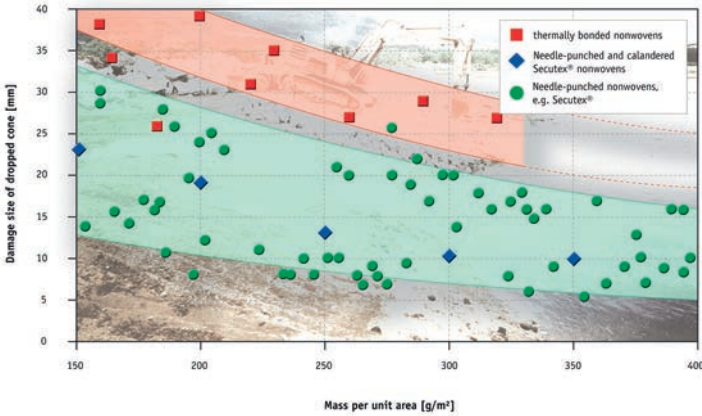 40
35
30
25
20
15
10
5
0
Damage size of dropped cone [mm]
thermally bonded nonwovens
Needle-punched and calandered
Secutex® nonwovens
Needle-punched nonwovens,
e.g. Secutex®
150
200
250
300
350
400
Mass per unit area [g/m²]